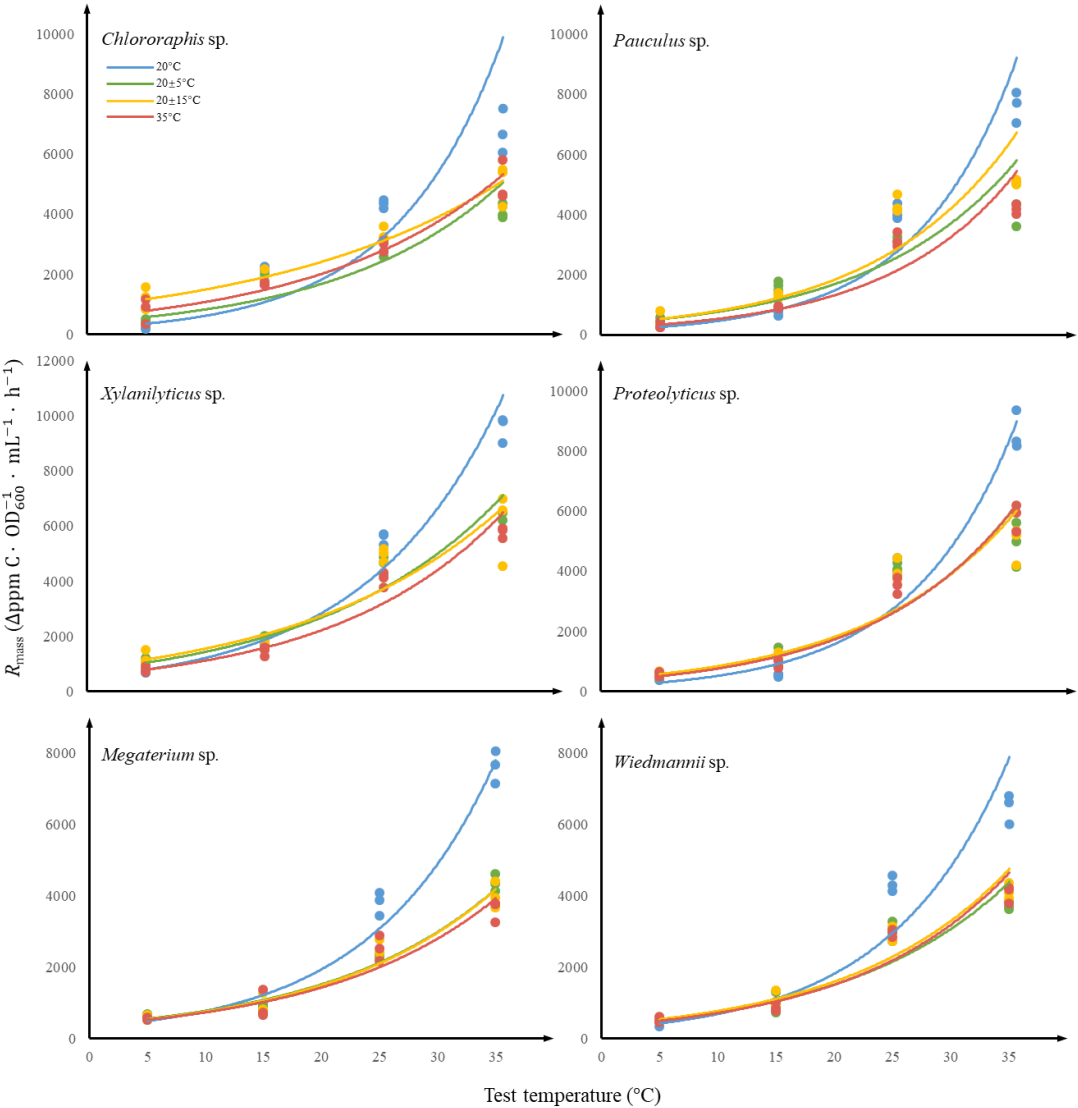 Chlororaphis sp.
20°C
20±5°C
20±15°C
35°C
10000
8000
6000
4000
2000
0
Pauculus sp.
10000
8000
6000
4000
2000
0
Rmass (Δppm C · OD₆₀₀⁻¹ · mL⁻¹ · h⁻¹)
Xylanilyticus sp.
12000
10000
8000
6000
4000
2000
0
Proteolyticus sp.
10000
8000
6000
4000
2000
0
Megaterium sp.
8000
6000
4000
2000
0
0 5 10 15 20 25 30 35
Wiedmannii sp.
8000
6000
4000
2000
0
0 5 10 15 20 25 30 35
Test temperature (°C)